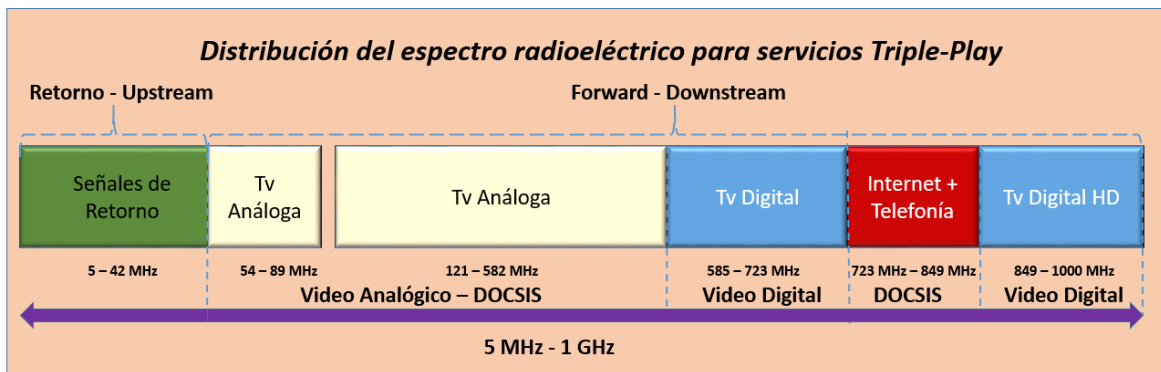 Distribución del espectro radioeléctrico para servicios Triple-Play
Retorno - Upstream
Forward - Downstream
Señales de
Retorno
Tv
Análoga
Tv Análoga
Tv Digital
Internet +
Telefonía
Tv Digital HD
5 – 42 MHz
54 – 89 MHz
121 – 582 MHz
585 – 723 MHz
723 MHz – 849 MHz
849 – 1000 MHz
Video Analógico – DOCSIS
Video Digital
DOCSIS
Video Digital
5 MHz - 1 GHz